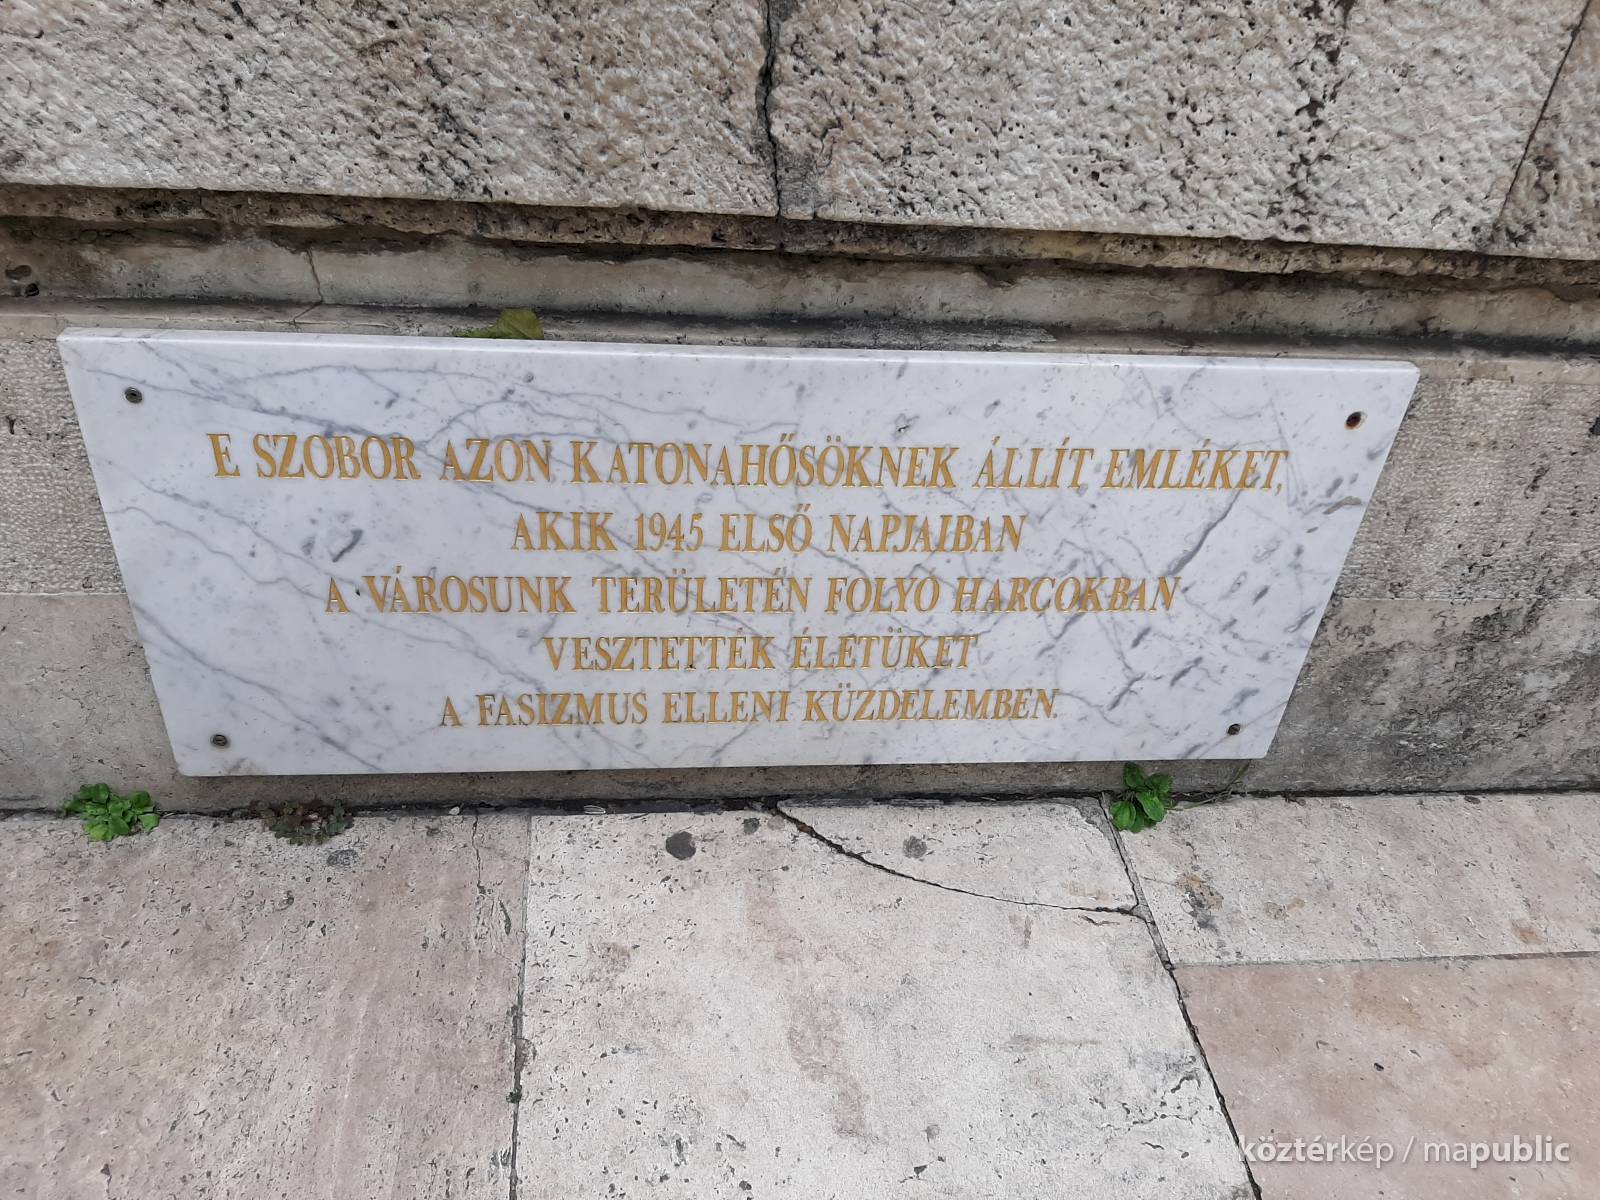 E SZOBOR AZON KATONAHŐSÖKNEK ÁLLÍT EMLÉKET,
AKIK 1945 ELSŐ NAPJAIBAN
A VÁROSUNK TERÜLETÉN FOLYÓ HARCOKBAN
VESZTETTÉK ÉLETÜKET
A FASIZMUS ELLENI KÜZDELEMBEN.
köztérkép / mapublic